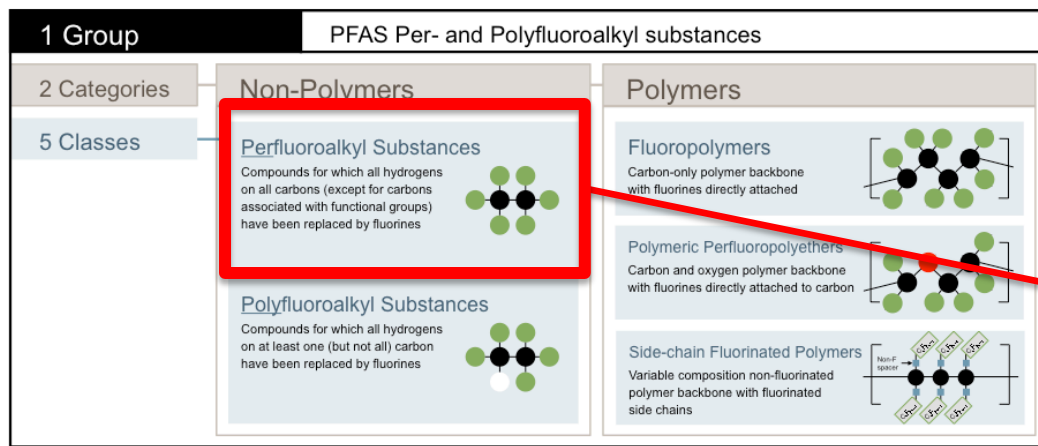 1 Group
PFAS Per- and Polyfluoroalkyl substances
2 Categories
Non-Polymers
Polymers
5 Classes
Perfluoroalkyl Substances
Compounds for which all hydrogens
on all carbons (except for carbons
associated with functional groups)
have been replaced by fluorines
Polyfluoroalkyl Substances
Compounds for which all hydrogens
on at least one (but not all) carbon
have been replaced by fluorines
Fluoropolymers
Carbon-only polymer backbone
with fluorines directly attached
Polymeric Perfluoropolyethers
Carbon and oxygen polymer backbone
with fluorines directly attached to carbon
Side-chain Fluorinated Polymers
Variable composition non-fluorinated
polymer backbone with fluorinated
side chains
Non-F
spacer